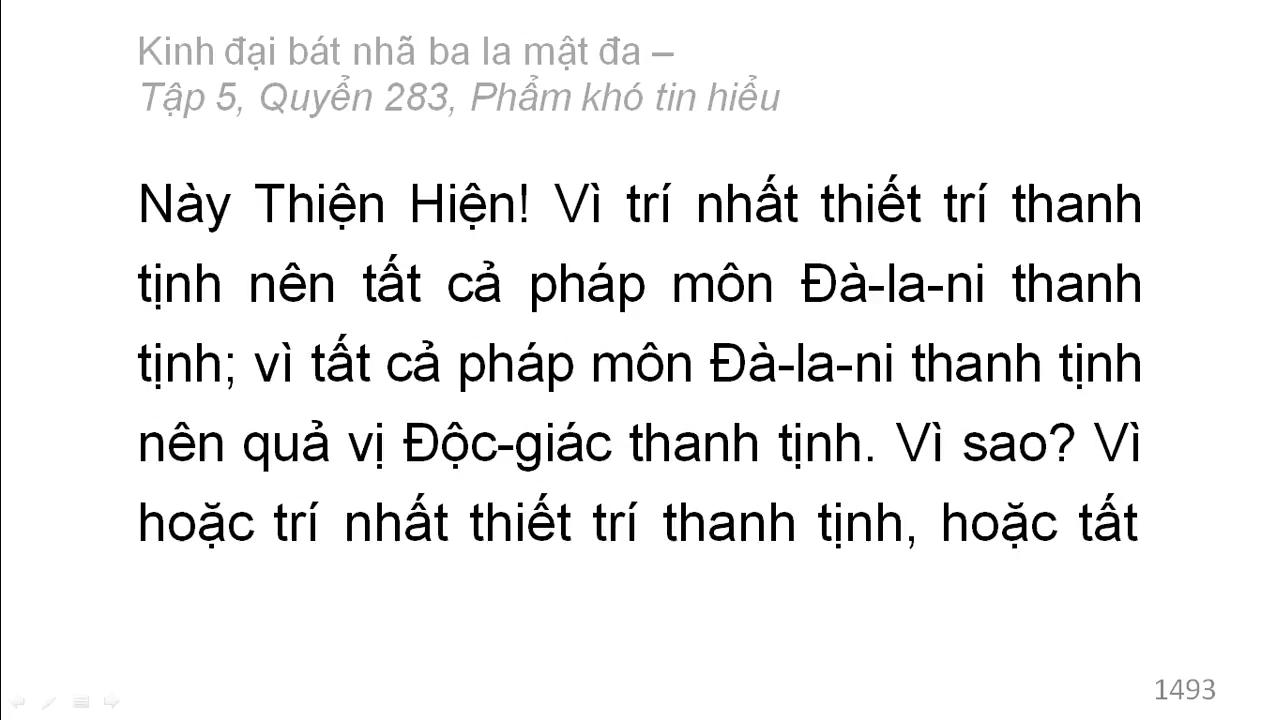 Kinh đại bát nhã ba la mật đa –
Tập 5, Quyển 283, Phẩm khó tin hiểu
Này Thiện Hiện! Vì trí nhất thiết trí thanh
tịnh nên tất cả pháp môn Đà-la-ni thanh
tịnh; vì tất cả pháp môn Đà-la-ni thanh tịnh
nên quả vị Độc-giác thanh tịnh. Vì sao? Vì
hoặc trí nhất thiết trí thanh tịnh, hoặc tất
1493